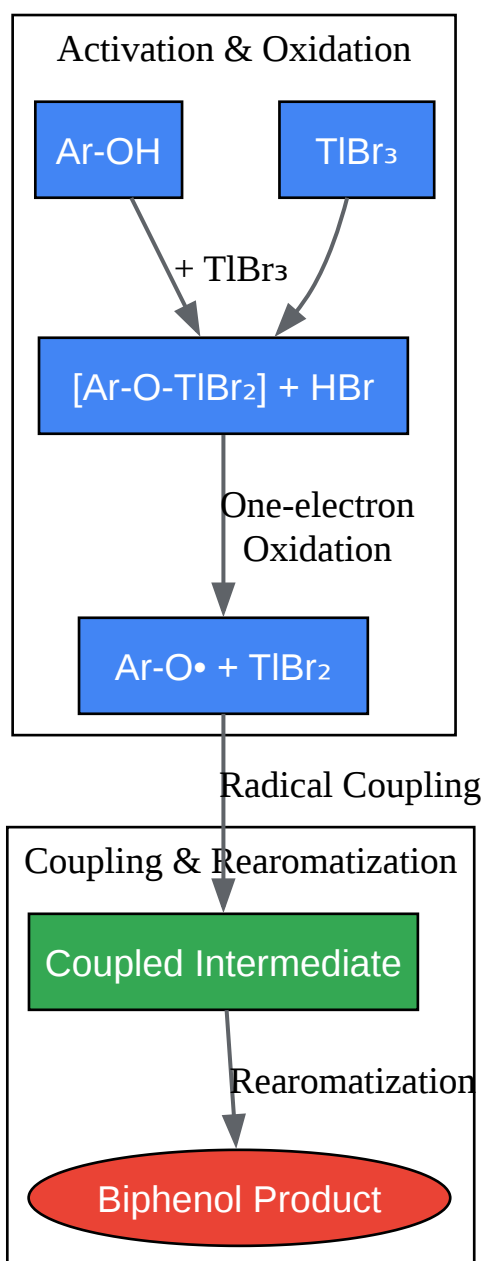 Activation & Oxidation
Ar-OH
TlBr₃
+ TlBr₃
[Ar-O-TlBr₂] + HBr
One-electron
Oxidation
Ar-O• + TlBr₂
Radical Coupling
Coupling & Rearomatization
Coupled Intermediate
Rearomatization
Biphenol Product